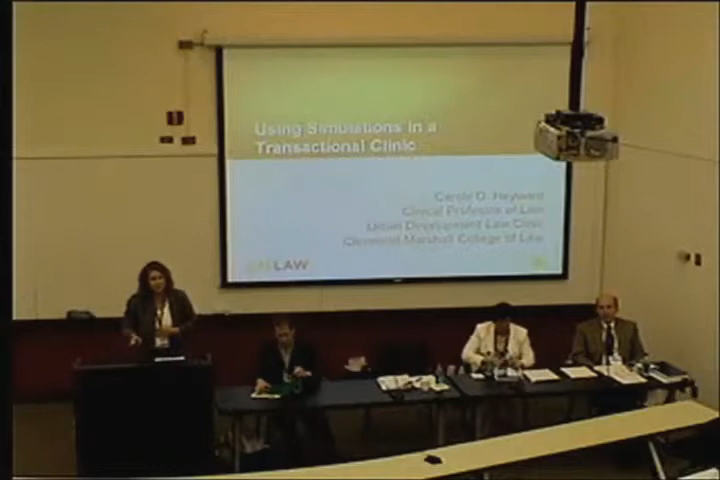 Using Simulations in a
Transactional Clinic
Carole O. Heyward
Clinical Professor of Law
Urban Development Law Clinic
Cleveland-Marshall College of Law
LAW